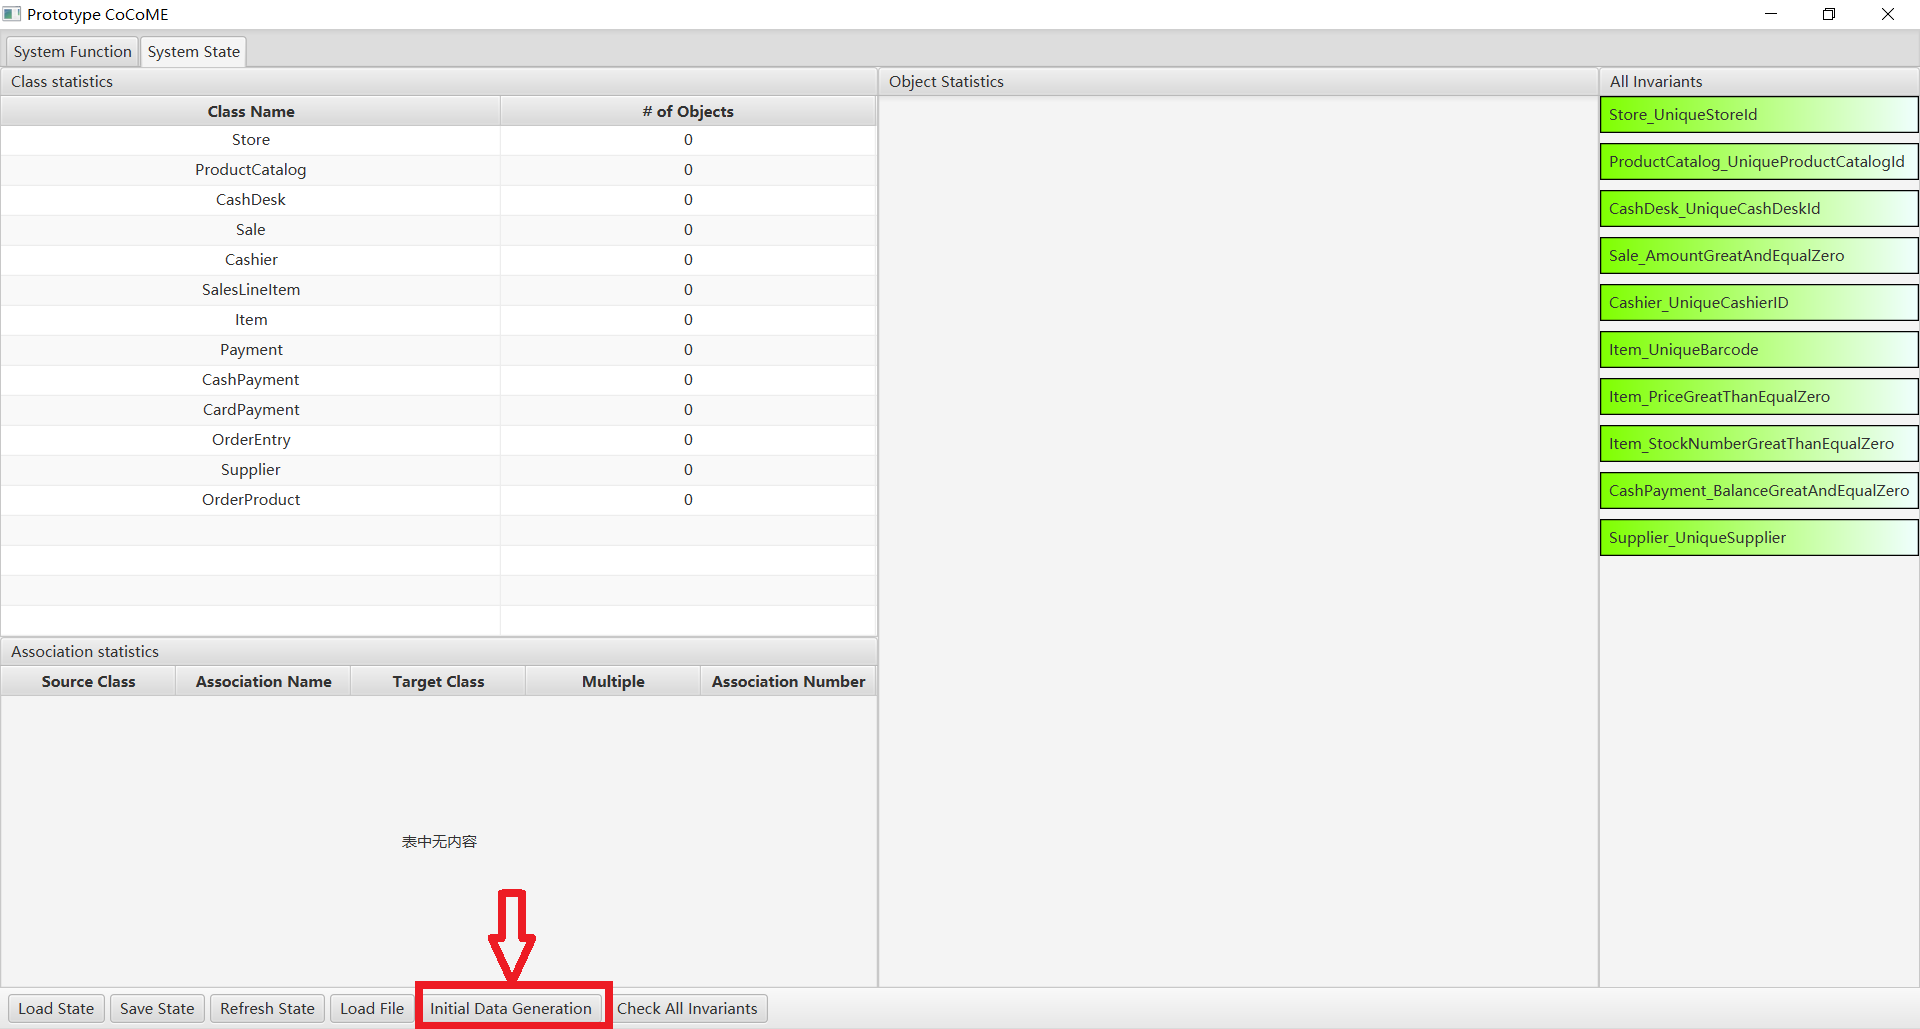 Prototype CoCoME
System Function
System State
Class statistics
Class Name # of Objects
Store 0
ProductCatalog 0
CashDesk 0
Sale 0
Cashier 0
SalesLineItem 0
Item 0
Payment 0
CashPayment 0
CardPayment 0
OrderEntry 0
Supplier 0
OrderProduct 0
Association statistics
Source Class Association Name Target Class Multiple Association Number
表中无内容
Object Statistics
All Invariants
Store_UniqueStoreId
ProductCatalog_UniqueProductCatalogId
CashDesk_UniqueCashDeskId
Sale_AmountGreatAndEqualZero
Cashier_UniqueCashierID
Item_UniqueBarcode
Item_PriceGreatThanEqualZero
Item_StockNumberGreatThanEqualZero
CashPayment_BalanceGreatAndEqualZero
Supplier_UniqueSupplier
Load State
Save State
Refresh State
Load File
Initial Data Generation
Check All Invariants